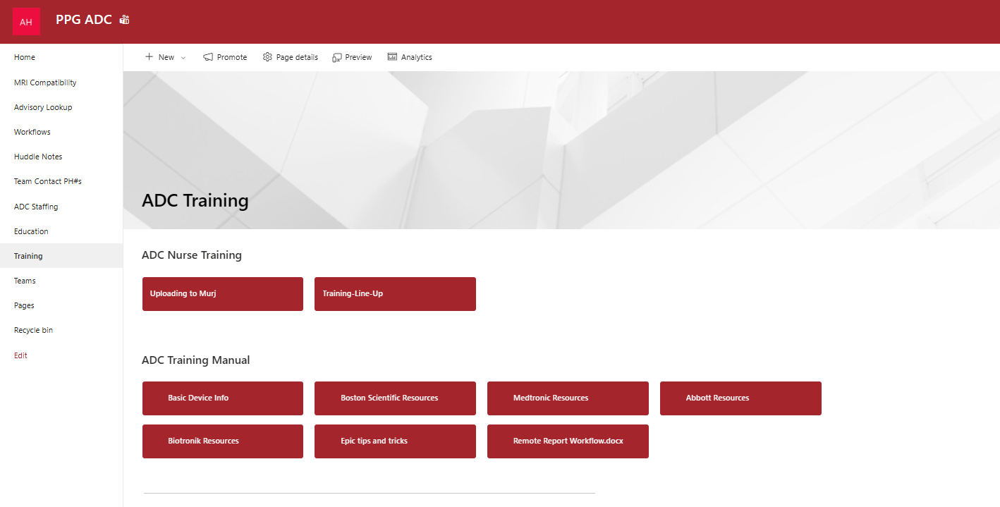 AH
PPG ADC
Home
MRI Compatibility
Advisory Lookup
Workflows
Huddle Notes
Team Contact PH#s
ADC Staffing
Education
Training
Teams
Pages
Recycle bin
Edit
New
Promote
Page details
Preview
Analytics
ADC Training
ADC Nurse Training
Uploading to Murj
Training-Line-Up
ADC Training Manual
Basic Device Info
Boston Scientific Resources
Medtronic Resources
Abbott Resources
Biotronik Resources
Epic tips and tricks
Remote Report Workflow.docx